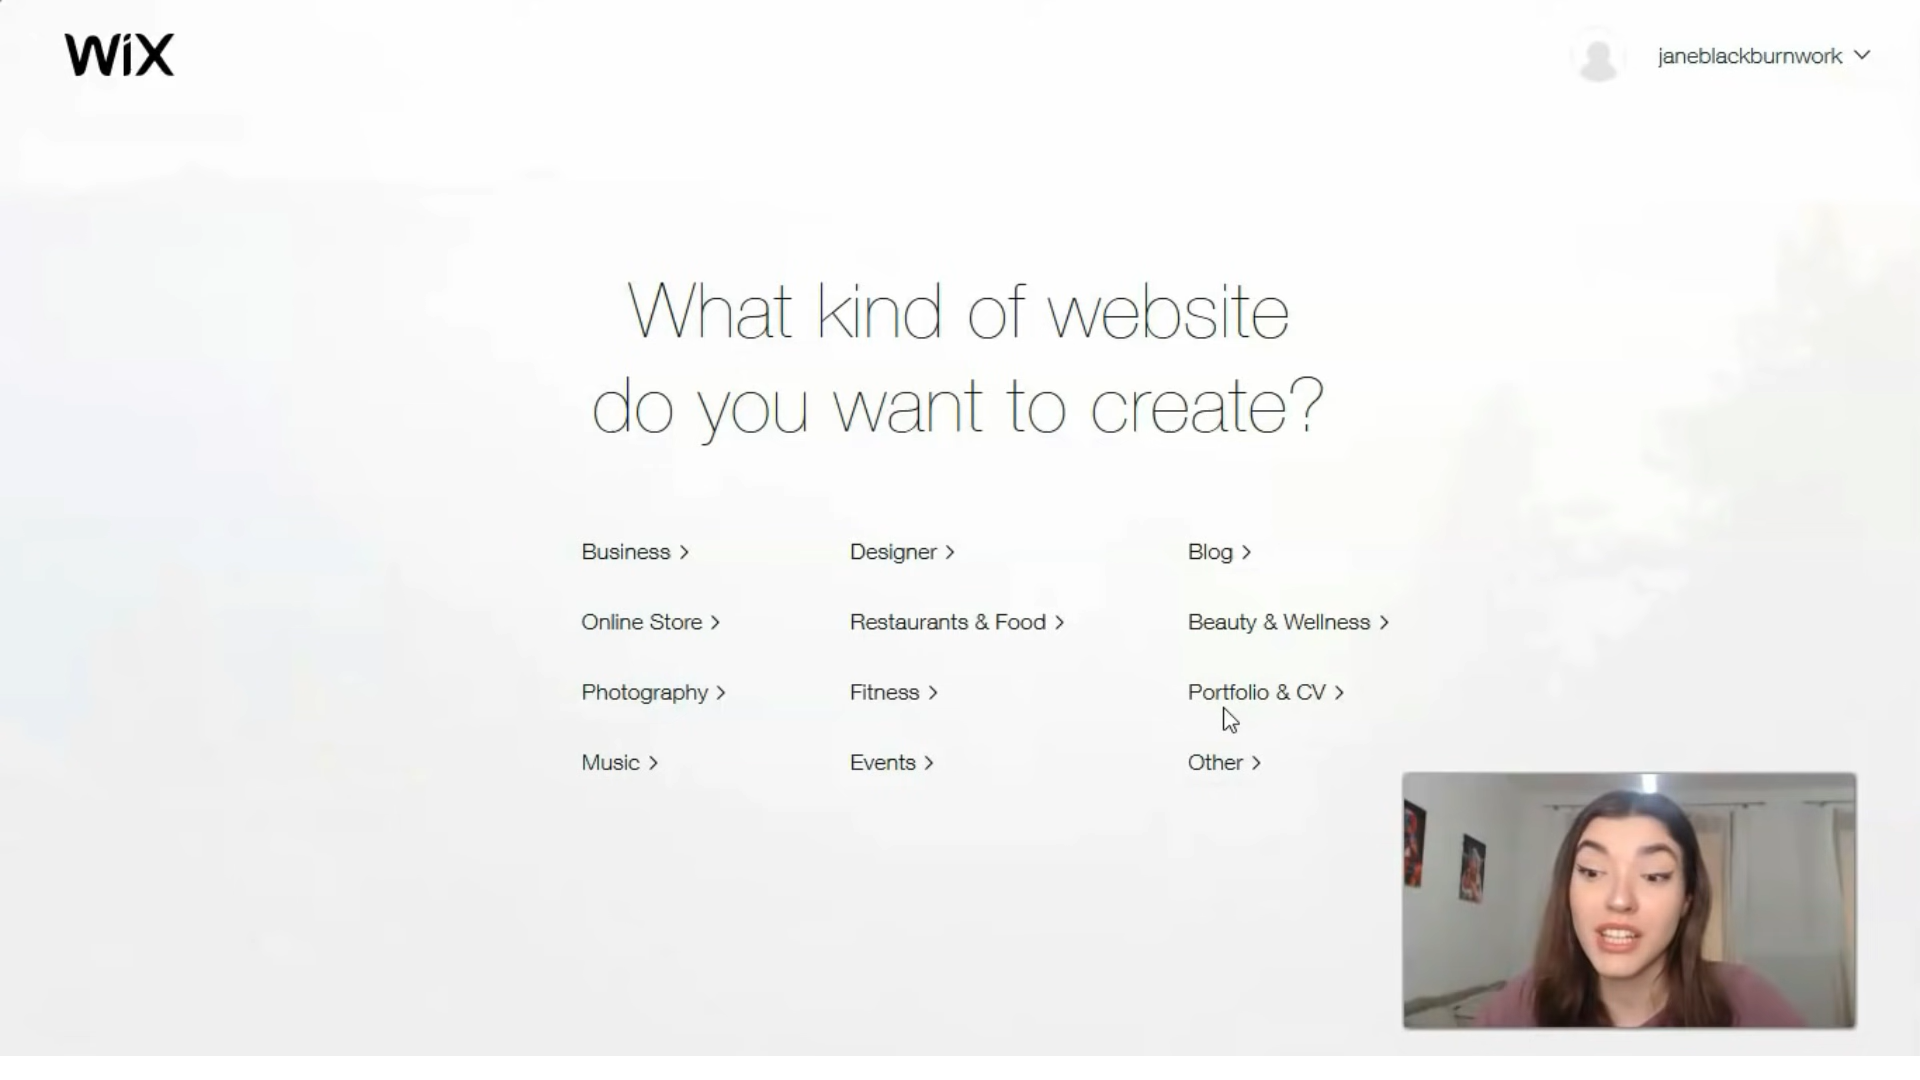 WiX
janeblackburnwork
What kind of website
do you want to create?
Business >
Designer >
Blog >
Online Store >
Restaurants & Food >
Beauty & Wellness >
Photography >
Fitness >
Portfolio & CV >
Music >
Events >
Other >